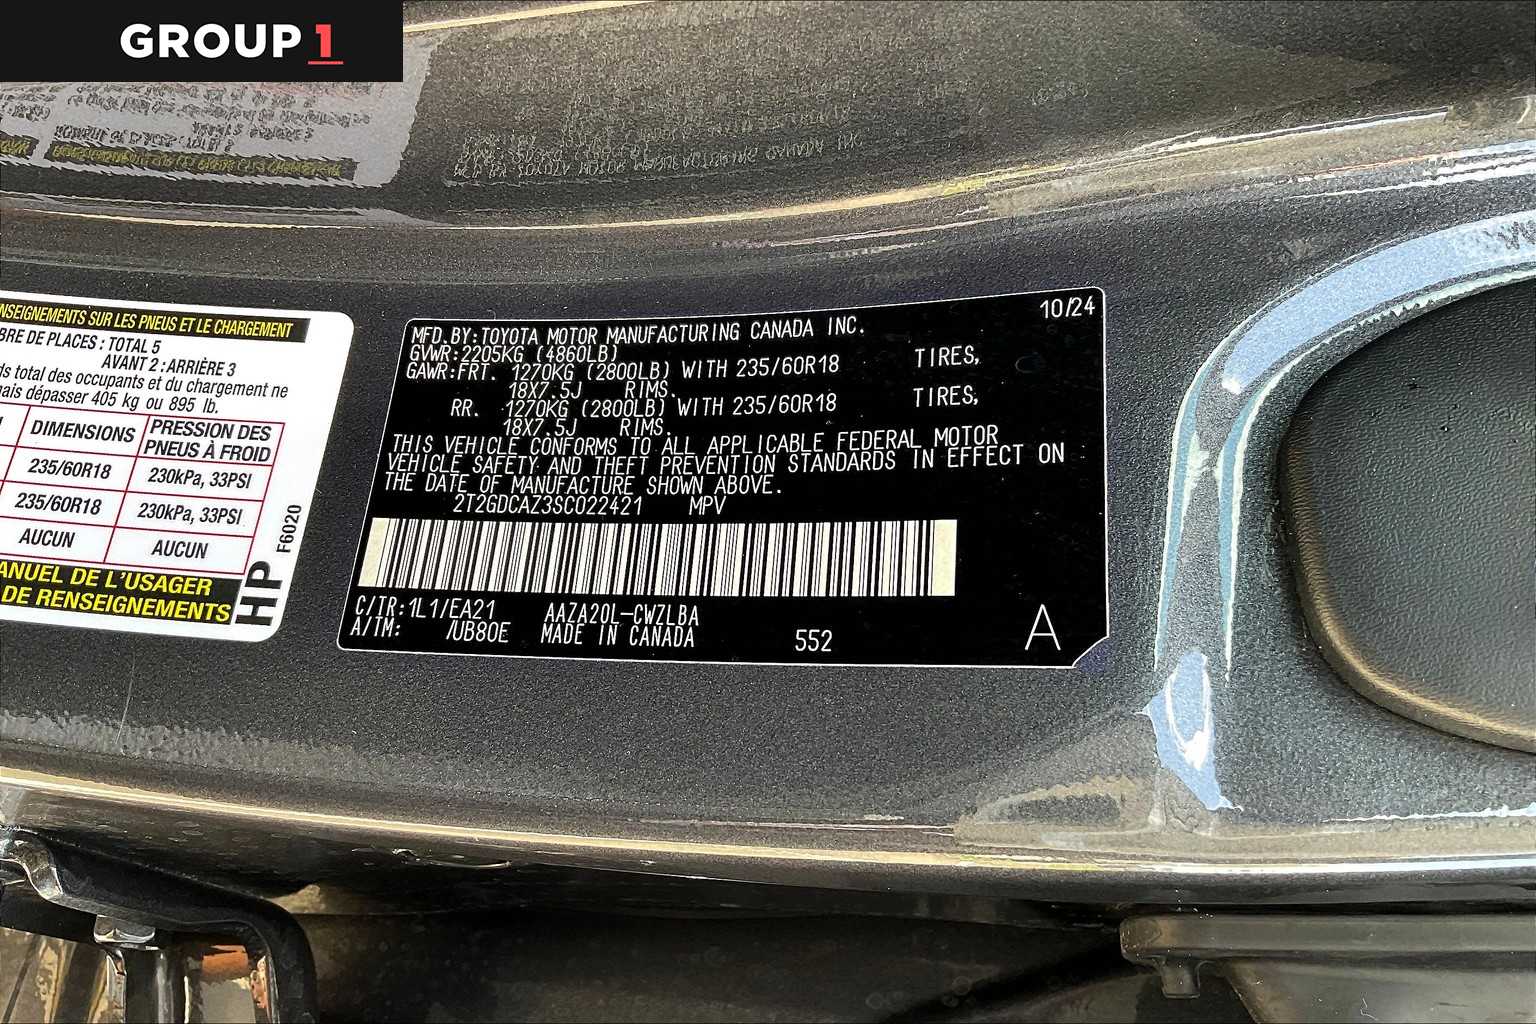 GROUP 1
NSEIGNEMENTS SUR LES PNEUS ET LE CHARGEMENT
BRE DE PLACES : TOTAL 5
AVANT 2 : ARRIÈRE 3
ds total des occupants et du chargement ne
mais dépasser 405 kg ou 895 lb.
DIMENSIONS PRESSION DES PNEUS À FROID
235/60R18 230kPa, 33PSI
235/60R18 230kPa, 33PSI
AUCUN AUCUN
ANUEL DE L'USAGER
DE RENSEIGNEMENTS
HP
F6020
10/24
MFD.BY:TOYOTA MOTOR MANUFACTURING CANADA INC.
GVWR:2205KG (4860LB)
GAWR:FRT. 1270KG (2800LB) WITH 235/60R18 TIRES,
18X7.5J RIMS.
RR. 1270KG (2800LB) WITH 235/60R18 TIRES,
18X7.5J RIMS.
THIS VEHICLE CONFORMS TO ALL APPLICABLE FEDERAL MOTOR
VEHICLE SAFETY AND THEFT PREVENTION STANDARDS IN EFFECT ON
THE DATE OF MANUFACTURE SHOWN ABOVE.
2T2GDCAZ3SC022421 MPV
C/TR:1L1/EA21 AAZA20L-CWZLBA
A/TM: /UB80E MADE IN CANADA 552
A